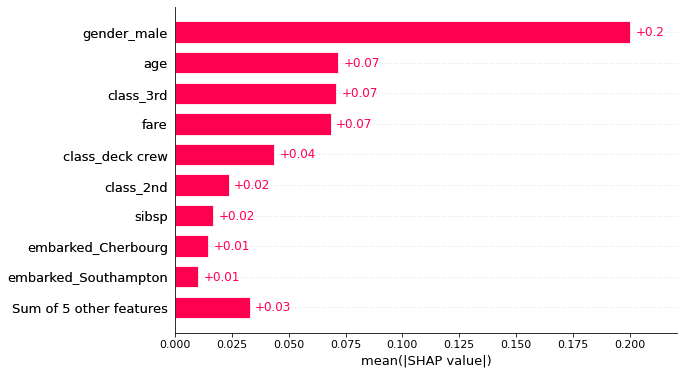 gender_male +0.2
age +0.07
class_3rd +0.07
fare +0.07
class_deck crew +0.04
class_2nd +0.02
sibsp +0.02
embarked_Cherbourg +0.01
embarked_Southampton +0.01
Sum of 5 other features +0.03
0.000 0.025 0.050 0.075 0.100 0.125 0.150 0.175 0.200
mean(|SHAP value|)